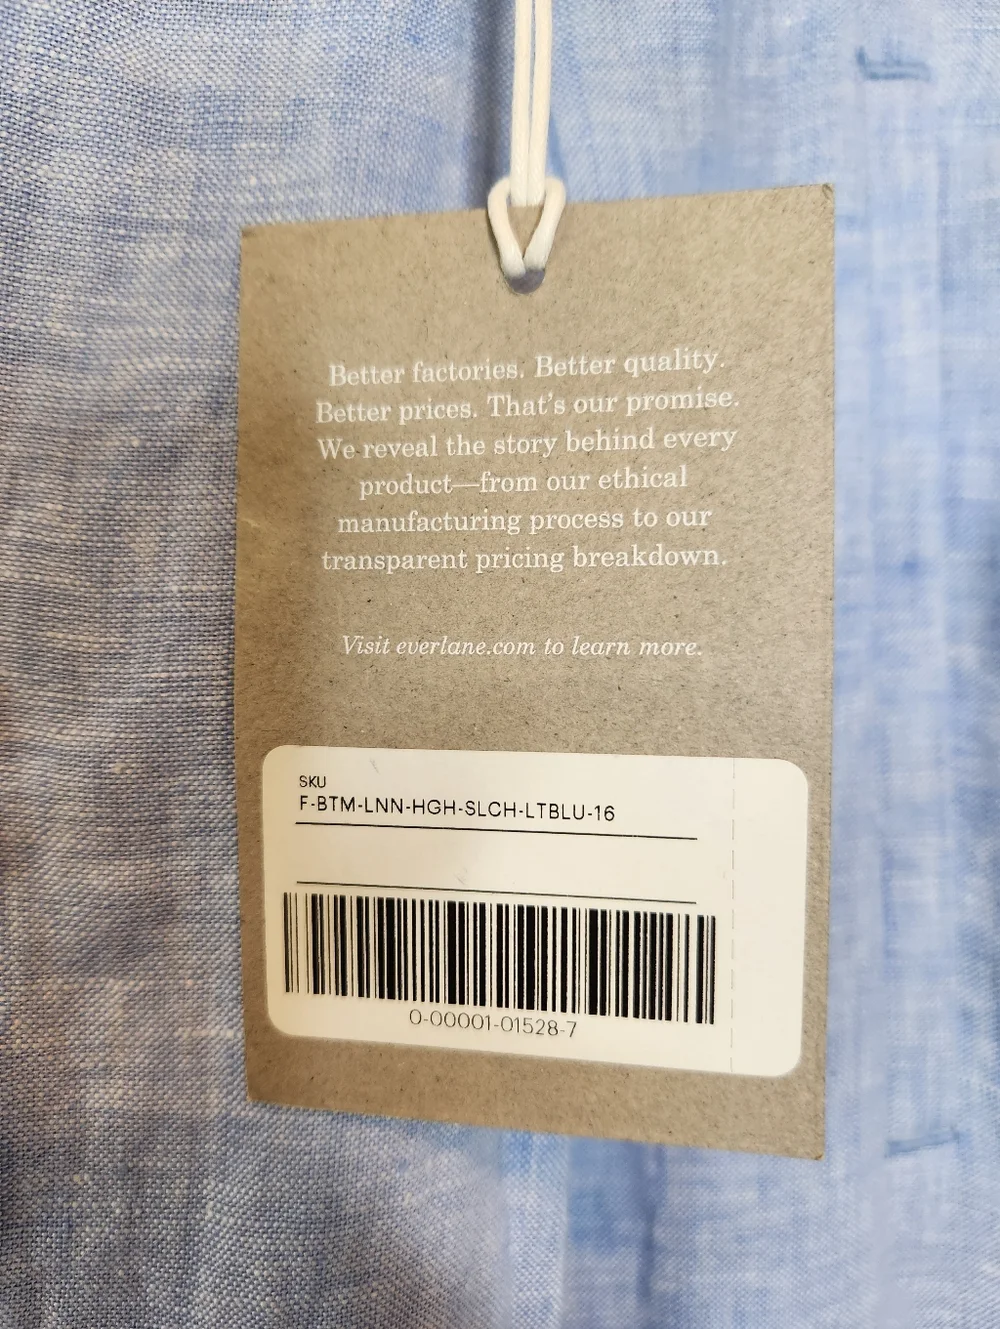 Better factories. Better quality.
Better prices. That's our promise.
We reveal the story behind every
product—from our ethical
manufacturing process to our
transparent pricing breakdown.
Visit everlane.com to learn more.
SKU
F-BTM-LNN-HGH-SLCH-LTBLU-16
0-00001-01528-7